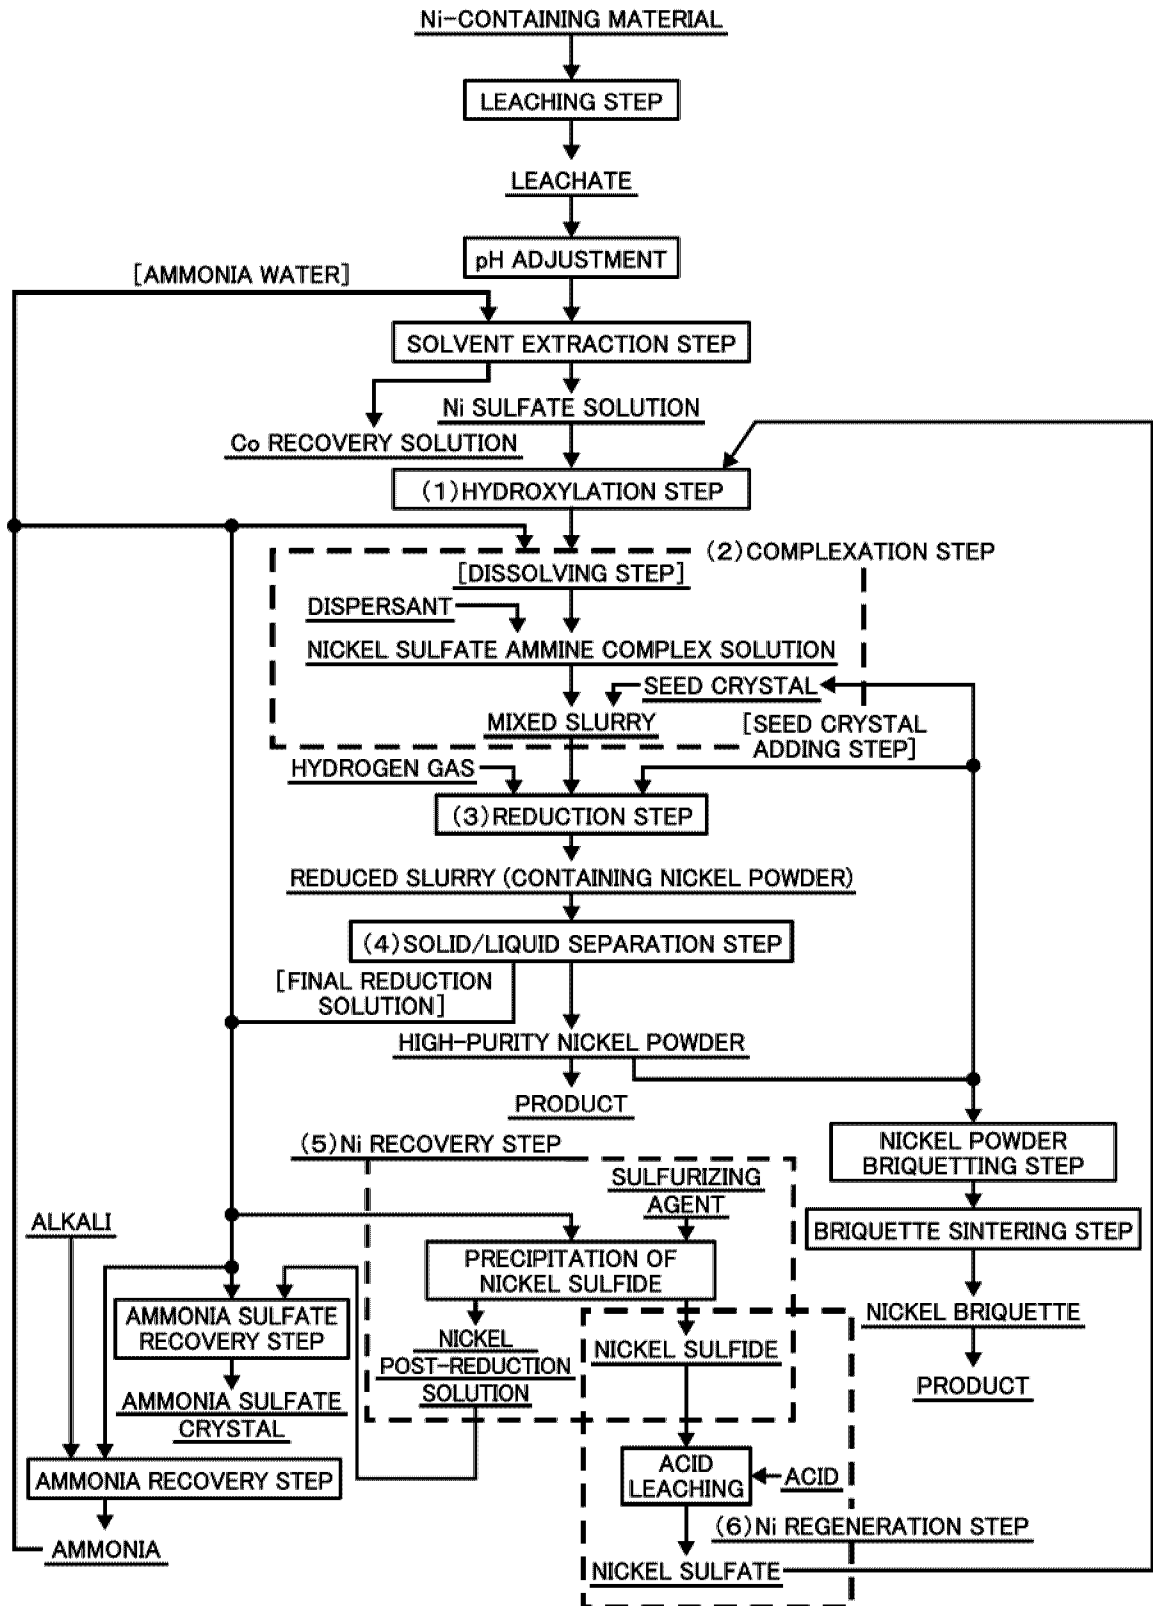 Ni-CONTAINING MATERIAL
LEACHING STEP
LEACHATE
pH ADJUSTMENT
[AMMONIA WATER]
SOLVENT EXTRACTION STEP
Ni SULFATE SOLUTION
Co RECOVERY SOLUTION
(1)HYDROXYLATION STEP
(2)COMPLEXATION STEP
[DISSOLVING STEP]
DISPERSANT
NICKEL SULFATE AMMINE COMPLEX SOLUTION
SEED CRYSTAL
MIXED SLURRY
[SEED CRYSTAL
ADDING STEP]
HYDROGEN GAS
(3)REDUCTION STEP
REDUCED SLURRY (CONTAINING NICKEL POWDER)
(4)SOLID/LIQUID SEPARATION STEP
[FINAL REDUCTION
SOLUTION]
HIGH-PURITY NICKEL POWDER
PRODUCT
NICKEL POWDER
BRIQUETTING STEP
BRIQUETTE SINTERING STEP
NICKEL BRIQUETTE
PRODUCT
(5)Ni RECOVERY STEP
SULFURIZING
AGENT
PRECIPITATION OF
NICKEL SULFIDE
ALKALI
AMMONIA SULFATE
RECOVERY STEP
AMMONIA SULFATE
CRYSTAL
NICKEL
POST-REDUCTION
SOLUTION
NICKEL SULFIDE
AMMONIA RECOVERY STEP
AMMONIA
ACID
LEACHING
ACID
(6)Ni REGENERATION STEP
NICKEL SULFATE